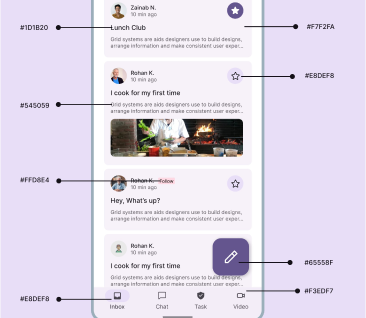 Zainab N.
10 min ago
#1D1B20
Lunch Club
#F7F2FA
Grid systems are aids designers use to build designs,
arrange information and make consistent user exper...
Rohan K.
10 min ago
#E8DEF8
I cook for my first time
#545059
Grid systems are aids designers use to build designs,
arrange information and make consistent user exper...
#FFD8E4
Rohan K.
Follow
10 min ago
Hey, What's up?
Grid systems are aids designers use to build designs,
arrange information and make consistent user exper...
Rohan K.
10 min ago
I cook for my first time
#65558F
Grid systems are aids designers use to build designs,
arrange information and make consistent user exper...
#E8DEF8
#F3EDF7
Inbox
Chat
Task
Video